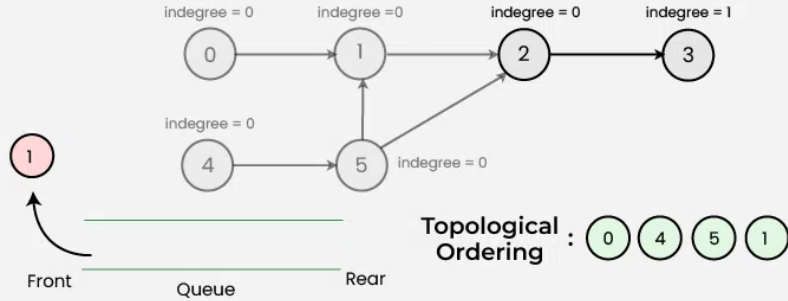 indegree = 0
indegree =0
indegree = 0
indegree = 1
0
1
2
3
indegree = 0
1
4
5
indegree = 0
Topological
Ordering
:
0
4
5
1
Front
Queue
Rear